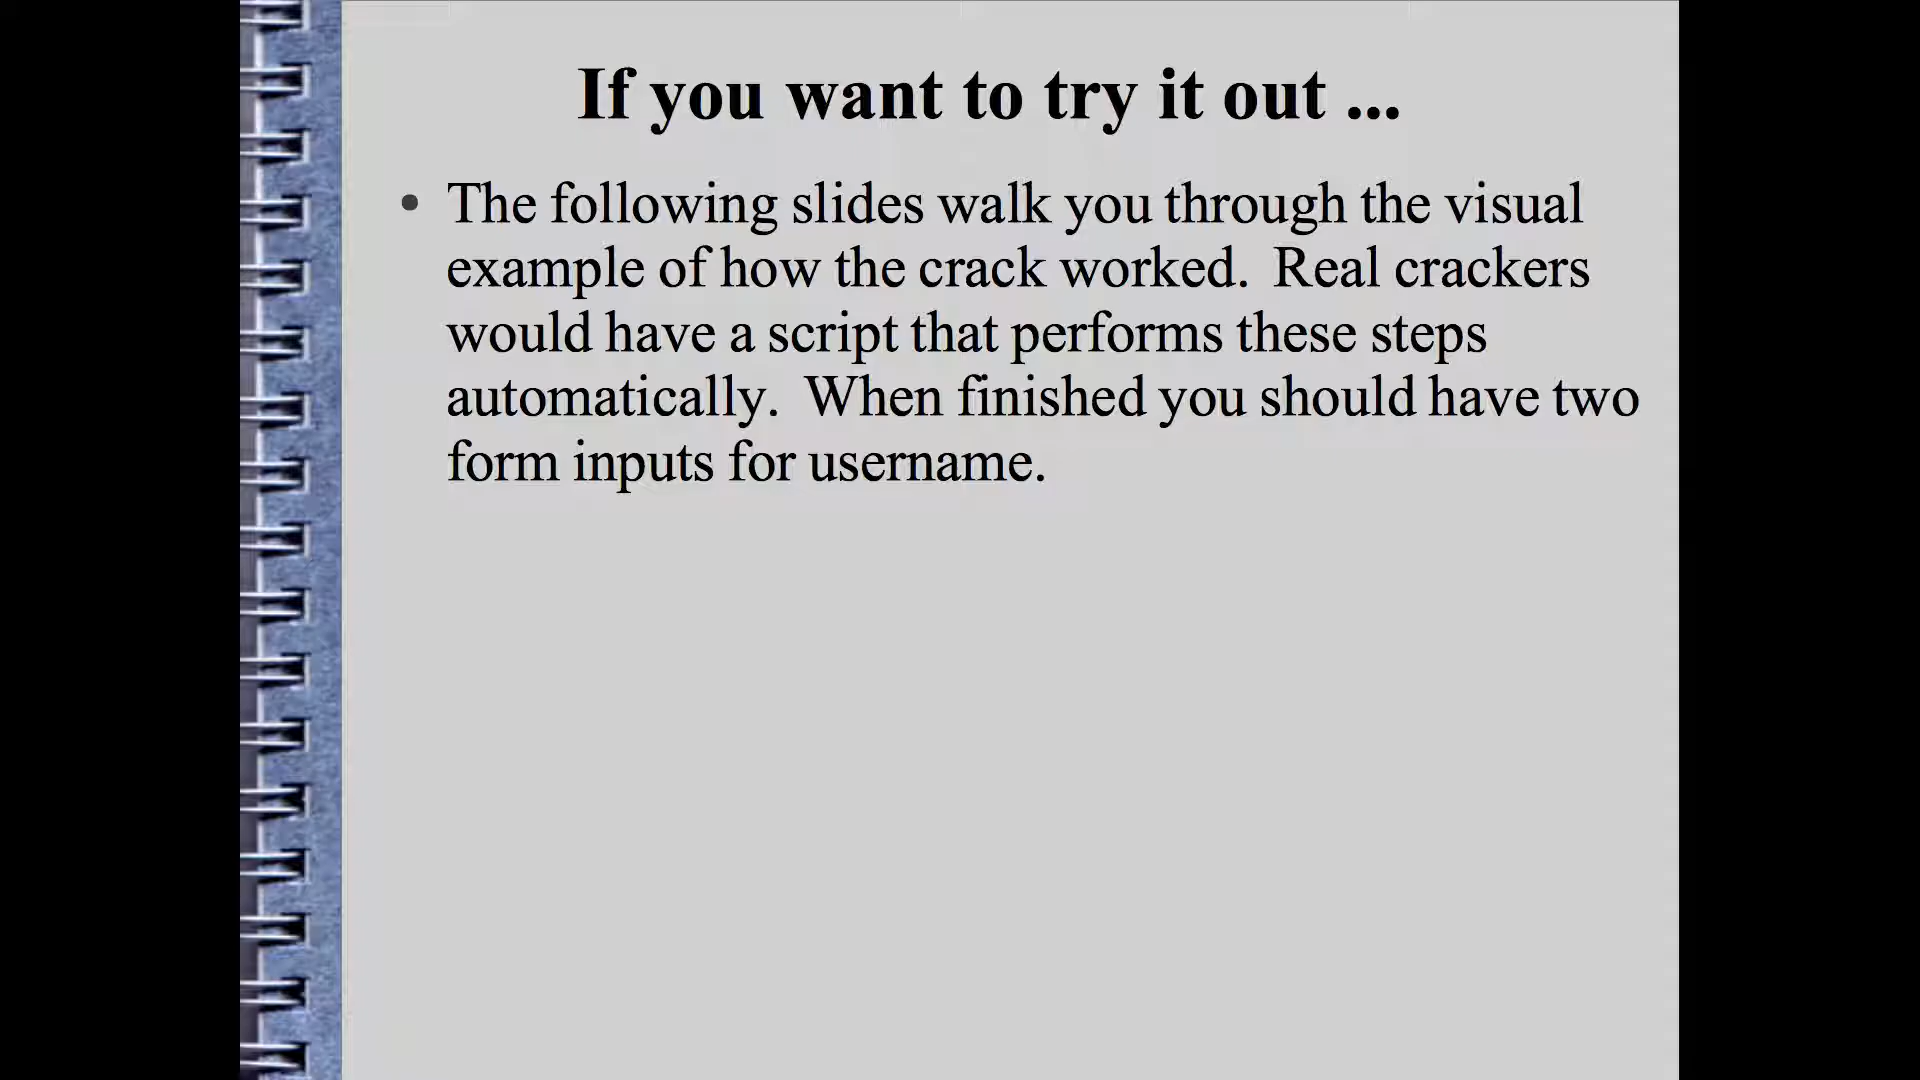 If you want to try it out ...
• The following slides walk you through the visual
example of how the crack worked.  Real crackers
would have a script that performs these steps
automatically.  When finished you should have two
form inputs for username.